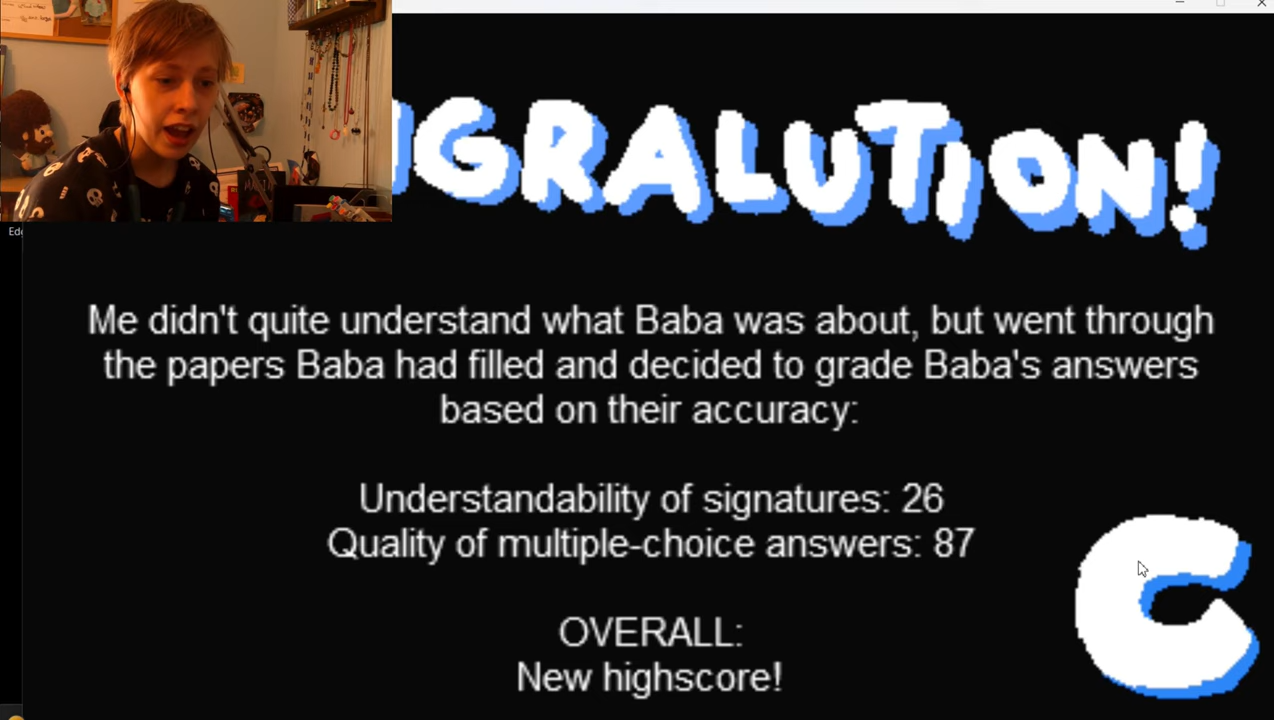 NGRALUTION!
Me didn't quite understand what Baba was about, but went through
the papers Baba had filled and decided to grade Baba's answers
based on their accuracy:
Understandability of signatures: 26
Quality of multiple-choice answers: 87
C
OVERALL:
New highscore!